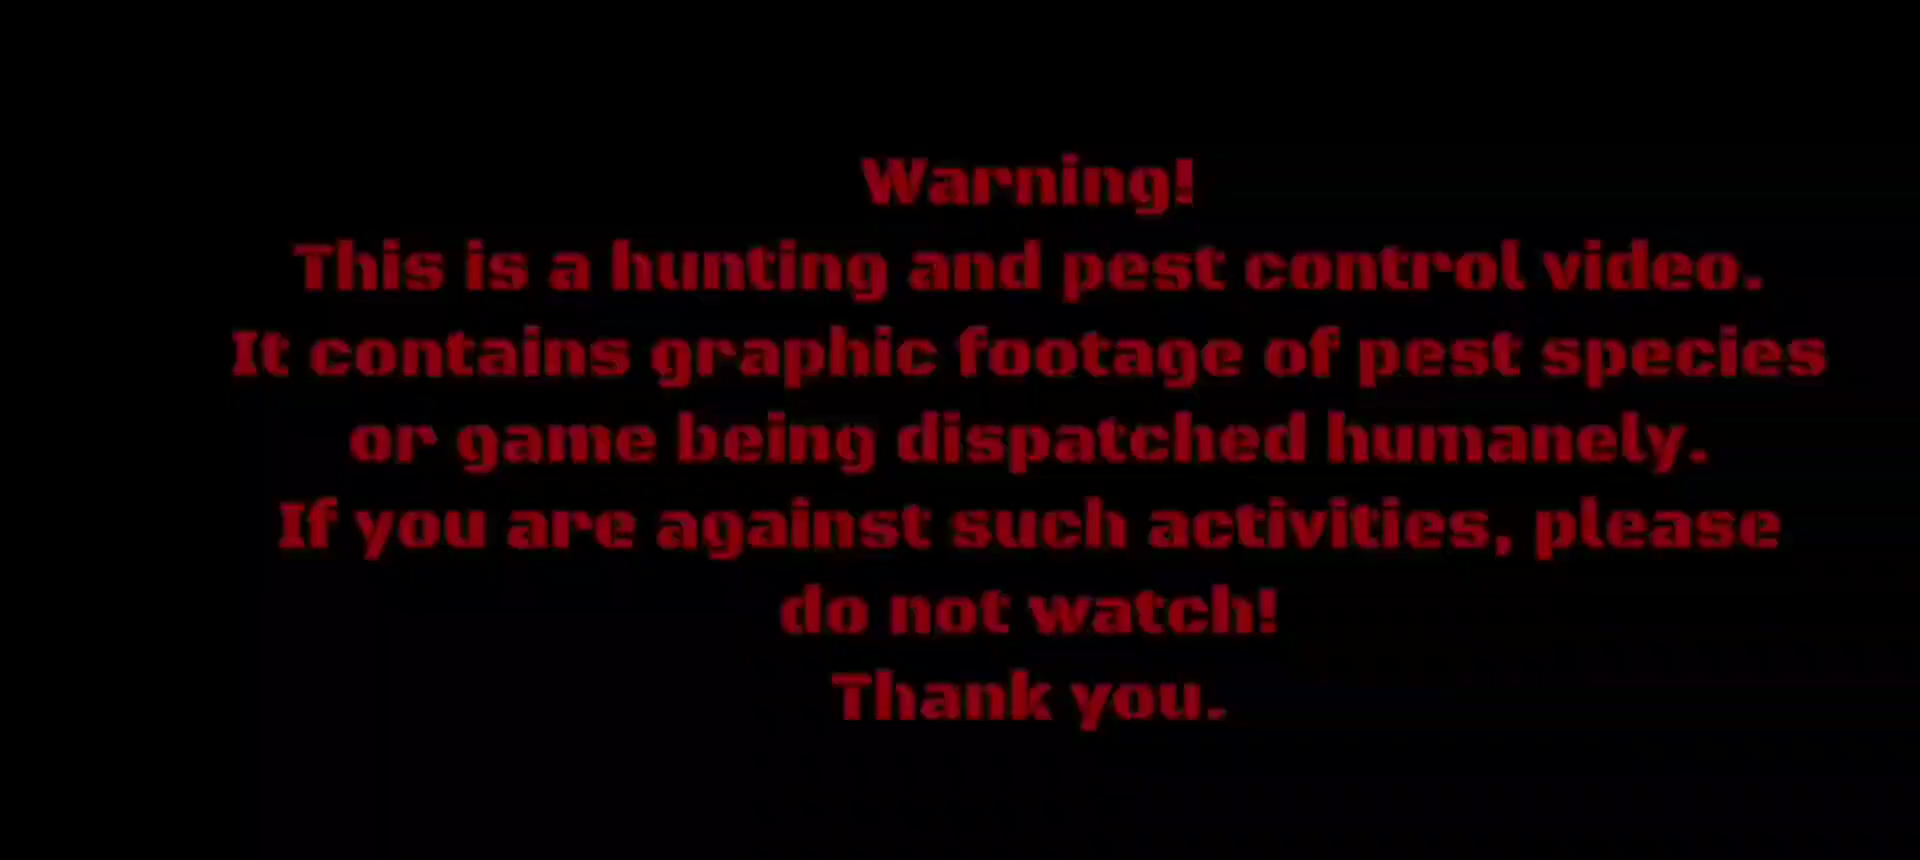 Warning!
This is a hunting and pest control video.
It contains graphic footage of pest species
or game being dispatched humanely.
If you are against such activities, please
do not watch!
Thank you.